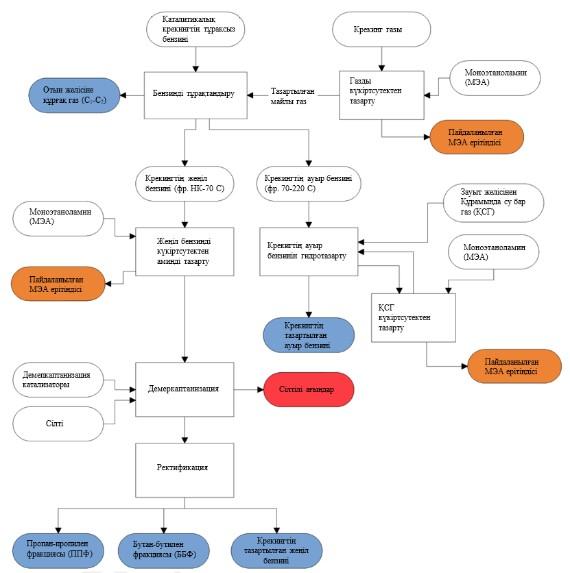 Каталитикалық
крекингтің тұрақсыз
бензині
Крекинг газы
Отын желісіне
құрғақ газ (C₁-C₂)
Бензинді тұрақтандыру
Тазартылған
майлы газ
Газды
күкіртсутектен
тазарту
Моноэтаноламин
(МЭА)
Пайдаланылған
МЭА ерітіндісі
Крекингтің жеңіл
бензині (фр. НК-70 С)
Крекингтің ауыр бензині
(фр. 70-220 С)
Зауыт желісінен
Құрамында су бар
газ (ҚСГ)
Моноэтаноламин
(МЭА)
Жеңіл бензинді
күкіртсутектен
аминді тазарту
Крекигтің ауыр
бензинін гидротазарту
Моноэтаноламин
(МЭА)
Пайдаланылған
МЭА ерітіндісі
ҚСГ
күкіртсутектен
тазарту
Крекингтің
тазартылған
ауыр бензині
Пайдаланылған
МЭА ерітіндісі
Демепкаптанизация
катализаторы
Демеркаптанизация
Сілтілі ағындар
Сілті
Ректификация
Пропан-пропилен
фракциясы (ППФ)
Бутан-бутилен
фракциясы (ББФ)
Крекингтің
тазартылған жеңіл
бензині